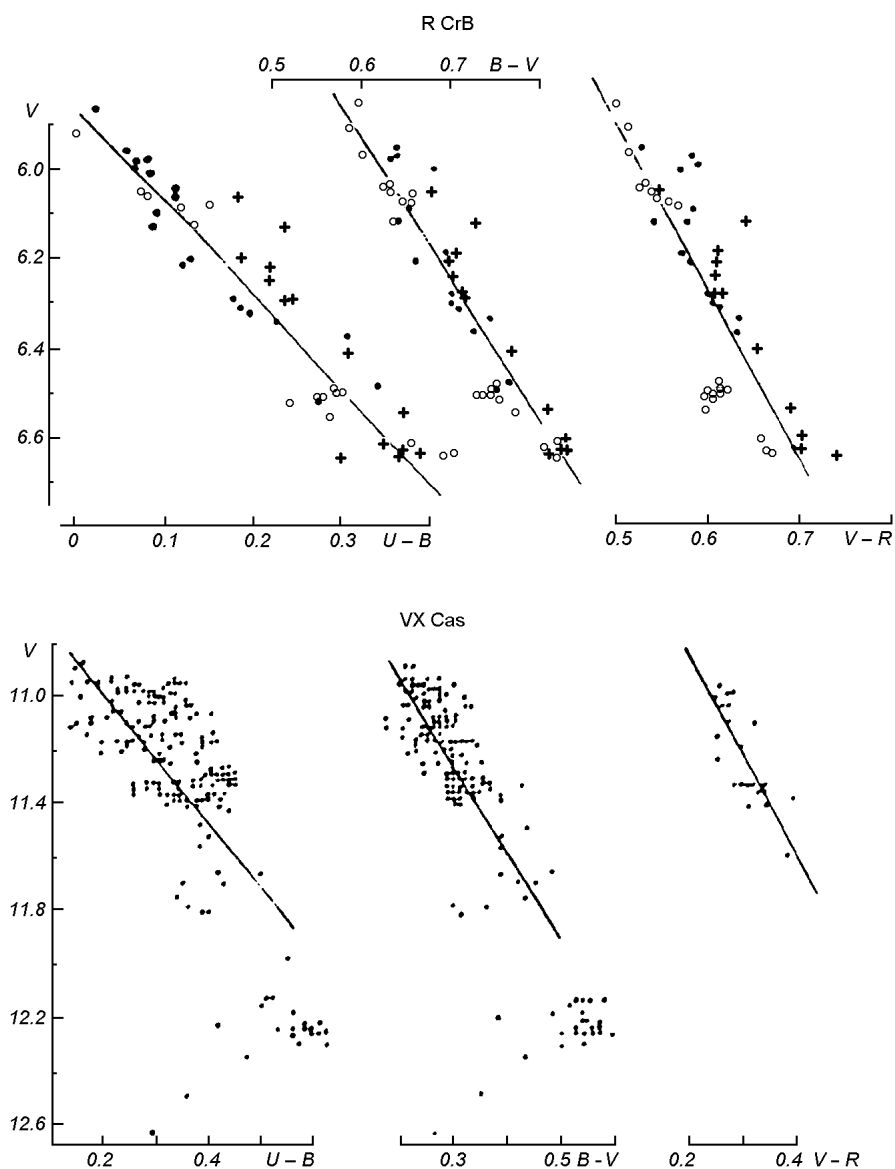 R CrB
0.5 0.6 0.7 B – V
V
6.0
6.2
6.4
6.6
0 0.1 0.2 0.3 U – B
0.5 0.6 0.7 V – R
VX Cas
V
11.0
11.4
11.8
12.2
12.6
0.2 0.4 U – B
0.3 0.5 B - V
0.2 0.4 V – R